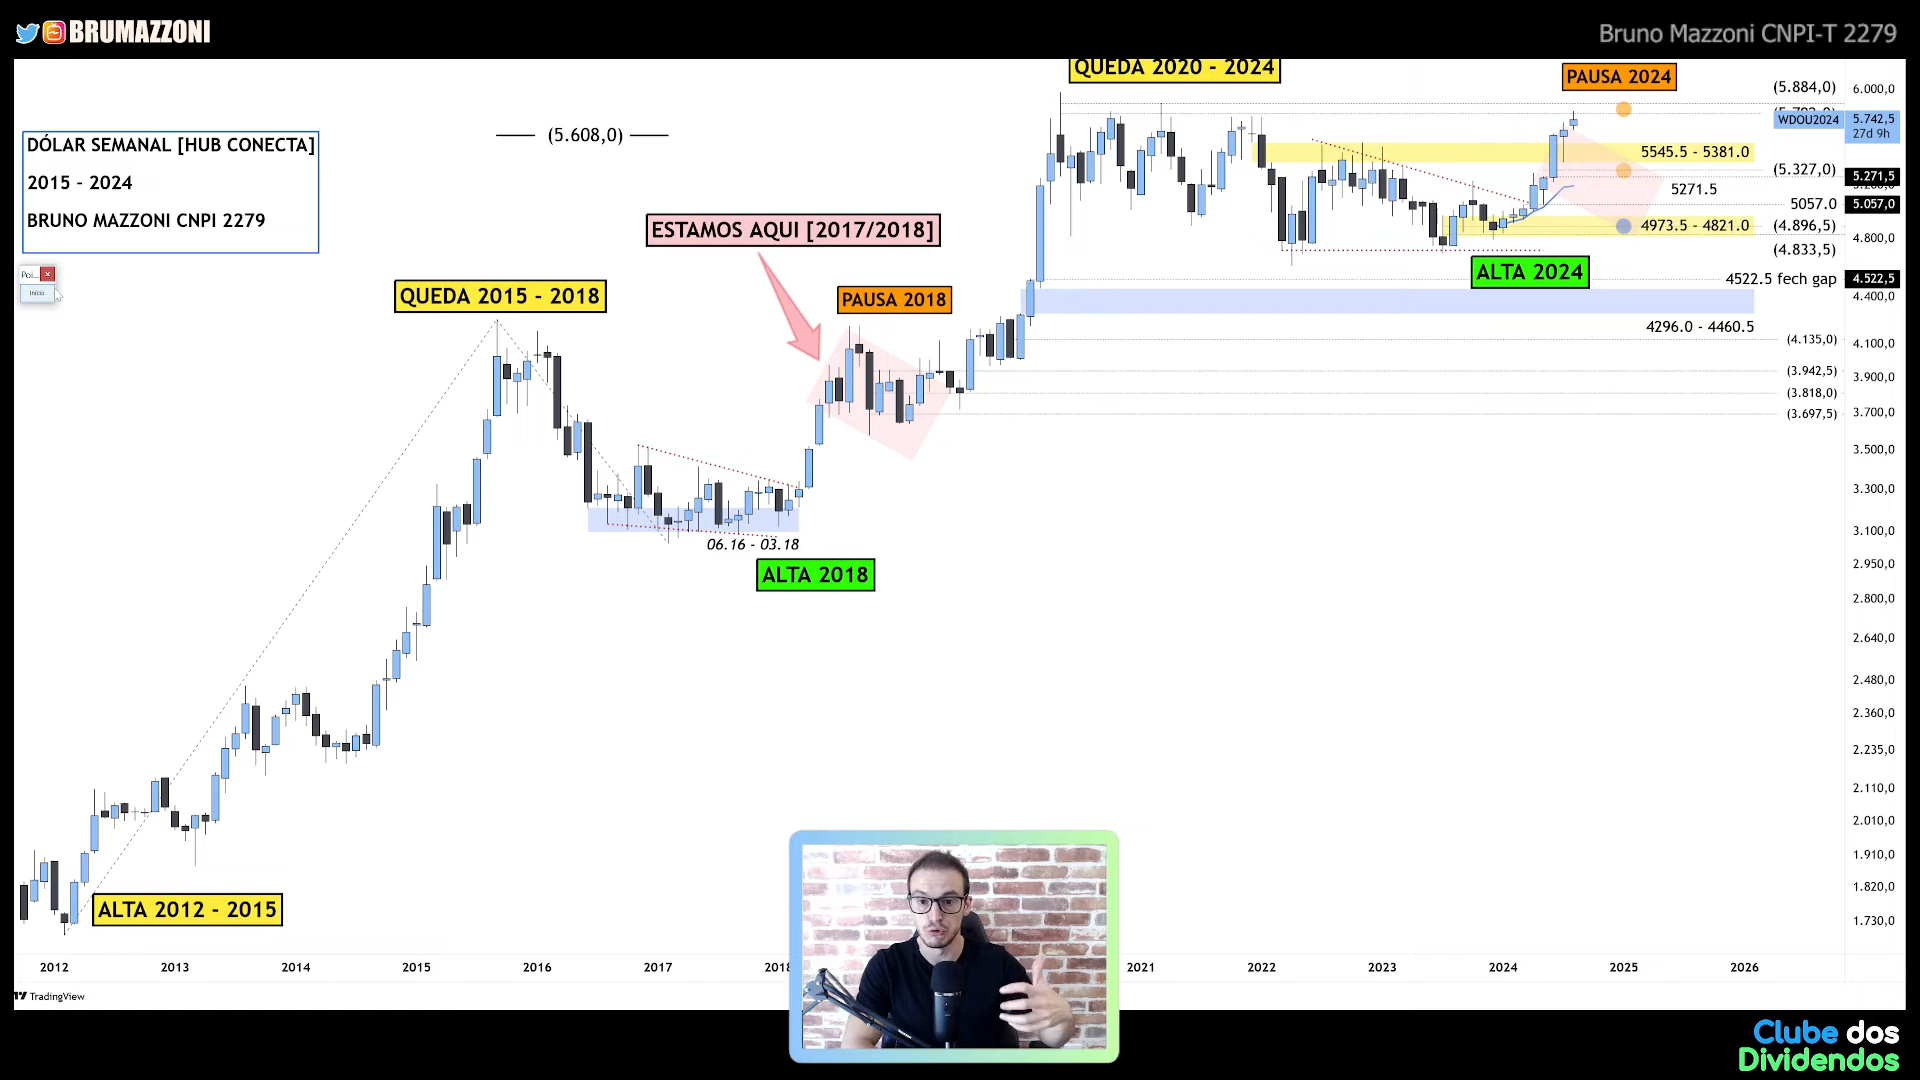 BRUMAZZONI
Bruno Mazzoni CNPI-T 2279
QUEDA 2020 - 2024
PAUSA 2024
(5.884,0)
6.000,0
WDOU2024
5.742,5
27d 9h
DÓLAR SEMANAL [HUB CONECTA]
2015 - 2024
BRUNO MAZZONI CNPI 2279
(5.608,0)
5545.5 - 5381.0
(5.327,0)
5.271,5
5271.5
5057.0
5.057,0
4973.5 - 4821.0
(4.896,5)
4.800,0
(4.833,5)
ESTAMOS AQUI [2017/2018]
ALTA 2024
4522.5 fech gap
4.522,5
4.400,0
Poi...
Início
QUEDA 2015 - 2018
PAUSA 2018
4296.0 - 4460.5
(4.135,0)
4.100,0
(3.942,5)
3.900,0
(3.818,0)
(3.697,5)
3.700,0
3.500,0
3.300,0
3.100,0
06.16 - 03.18
2.950,0
ALTA 2018
2.800,0
2.640,0
2.480,0
2.360,0
2.235,0
2.110,0
2.010,0
1.910,0
1.820,0
ALTA 2012 - 2015
1.730,0
2012
2013
2014
2015
2016
2017
2018
2021
2022
2023
2024
2025
2026
TradingView
Clube dos
Dividendos